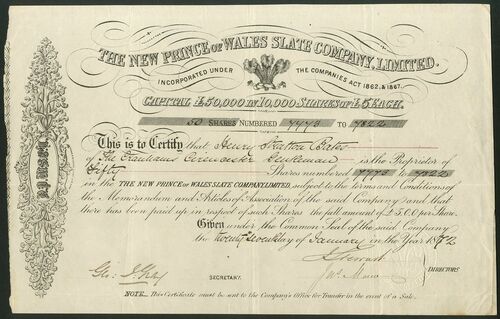 THE NEW PRINCE OF WALES SLATE COMPANY, LIMITED.
INCORPORATED UNDER THE COMPANIES ACT 1862, & 1867.
CAPITAL £50,000 IN 10,000 SHARES OF £5 EACH.
50 SHARES NUMBERED 7773 TO 7822
This is to Certify that Henry
of The Cirencester Gentleman is the Proprietor of
Fifty Shares numbered 7773 to 7822
in the THE NEW PRINCE OF WALES SLATE COMPANY, LIMITED, subject to the terms and Conditions of
the Memorandum and Articles of Association of the said Company and that
there has been paid up in respect of such Shares the full amount of £5.0.0 per Share.
Given under the Common Seal of the said Company
the twenty day of January in the Year 1872
SECRETARY.
DIRECTORS
NOTE. This Certificate must be sent to the Company's Office for Transfer in the event of a Sale.